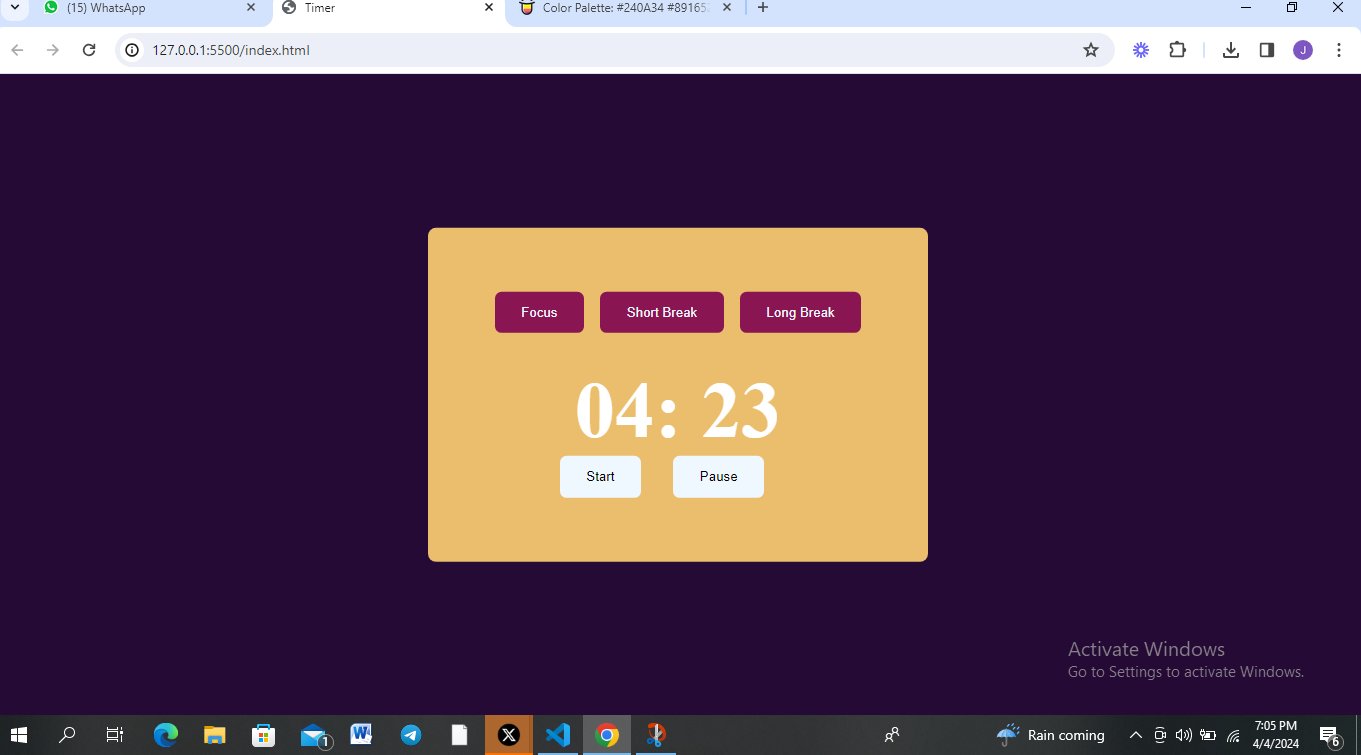 (15) WhatsApp
Timer
Color Palette: #240A34 #89165
127.0.0.1:5500/index.html
J
Focus
Short Break
Long Break
04: 23
Start
Pause
Activate Windows
Go to Settings to activate Windows.
1
W
X
Rain coming
7:05 PM
4/4/2024
6